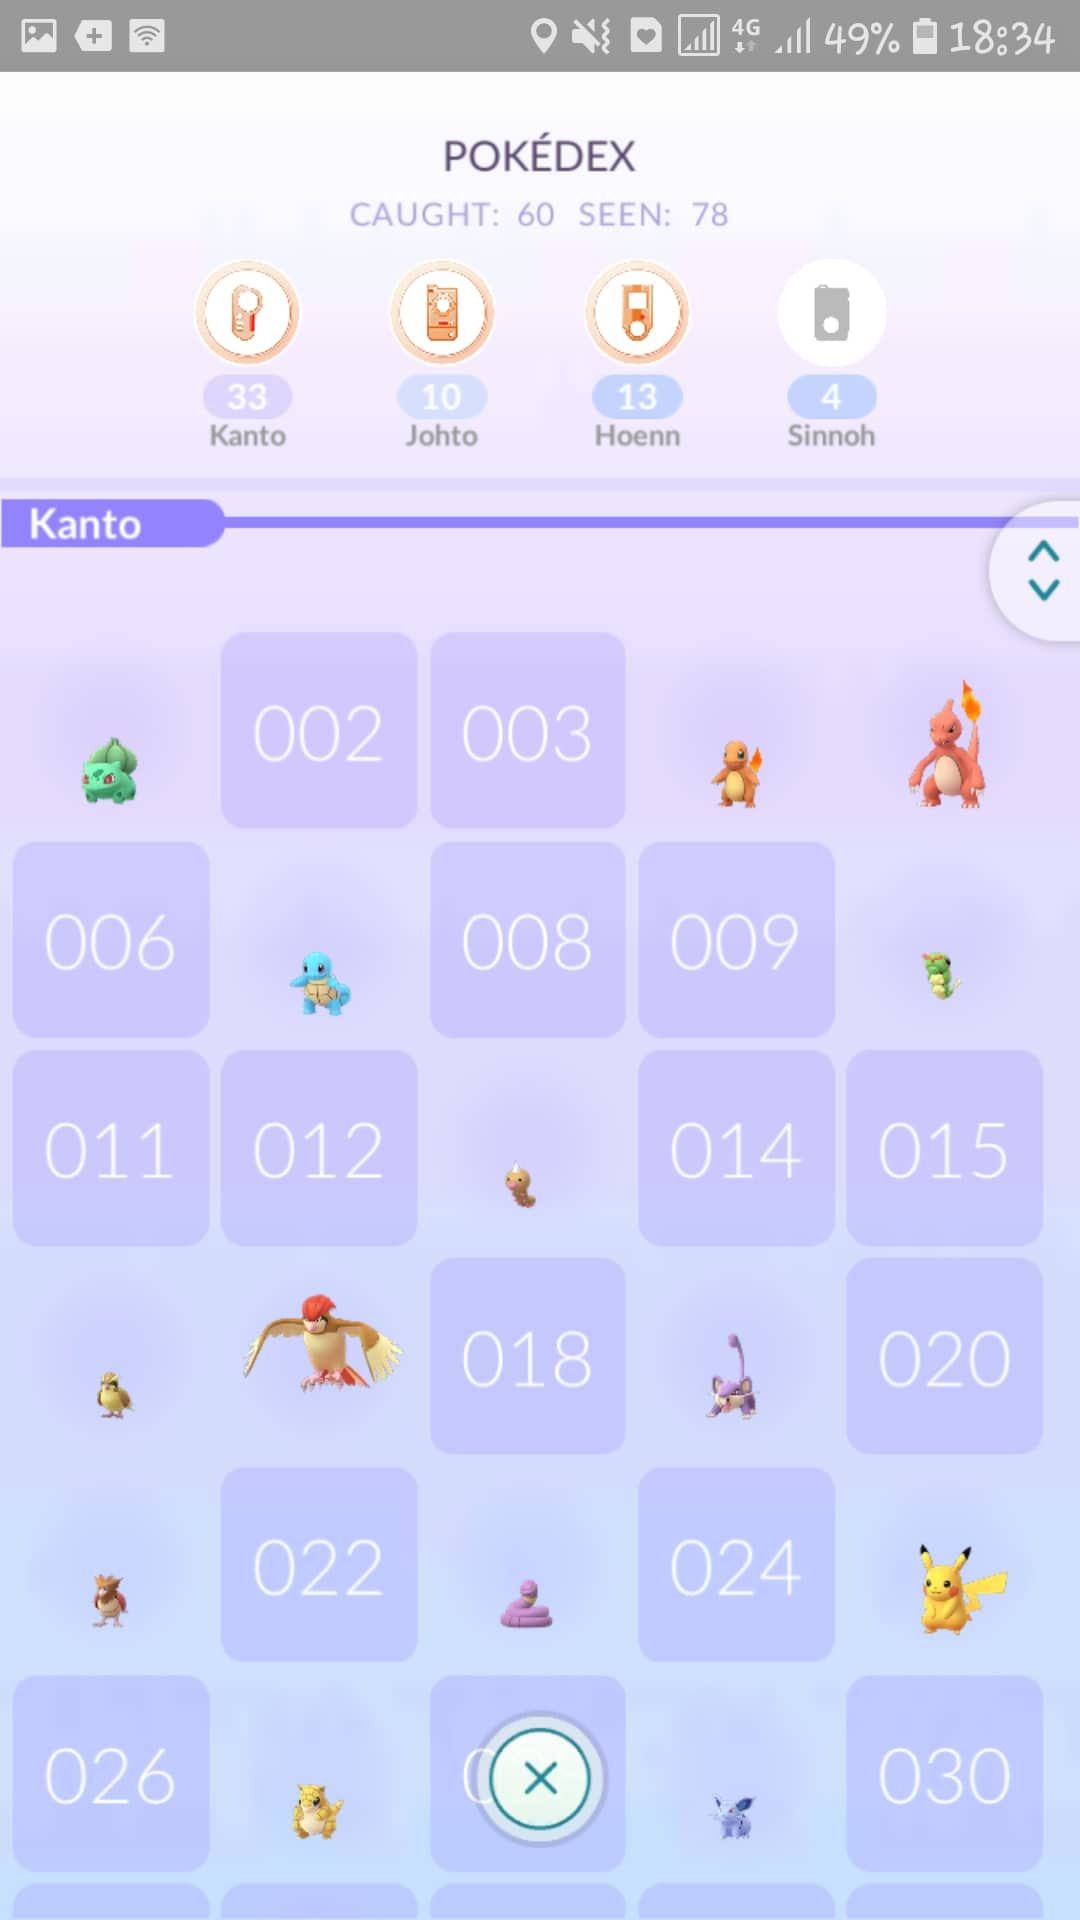 4G 49% 18:34
POKÉDEX
CAUGHT: 60 SEEN: 78
33 10 13 4
Kanto Johto Hoenn Sinnoh
Kanto
002 003
006 008 009
011 012 014 015
018 020
022 024
026 030